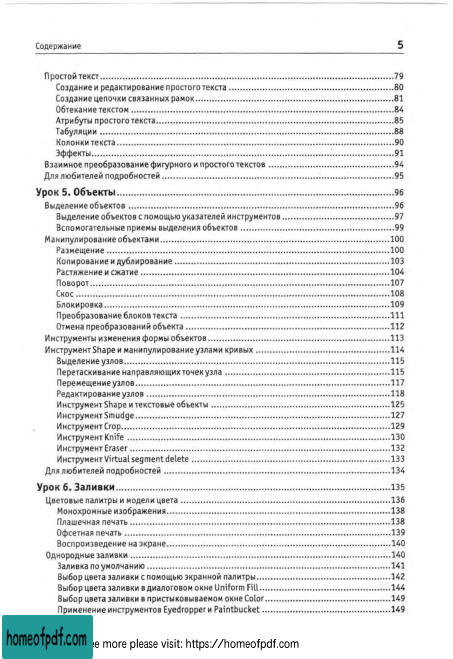 Содержание 5
Простой текст 79
Создание и редактирование простого текста 80
Создание цепочки связанных рамок 81
Обтекание текстом 84
Атрибуты простого текста 85
Табуляции 88
Колонки текста 90
Эффекты 91
Взаимное преобразование фигурного и простого текстов 94
Для любителей подробностей 95
Урок 5. Объекты 96
Выделение объектов 96
Выделение объектов с помощью указателей инструментов 97
Вспомогательные приемы выделения объектов 99
Манипулирование объектами 100
Размещение 100
Копирование и дублирование 103
Растяжение и сжатие 104
Поворот 107
Скос 108
Блокировка 109
Преобразование блоков текста 111
Отмена преобразований объекта 112
Инструменты изменения формы объектов 113
Инструмент Shape и манипулирование узлами кривых 114
Выделение узлов 115
Перетаскивание направляющих точек узла 115
Перемещение узлов 117
Редактирование узлов 118
Инструмент Shape и текстовые объекты 125
Инструмент Smudge 127
Инструмент Crop 129
Инструмент Knife 130
Инструмент Eraser 132
Инструмент Virtual segment delete 133
Для любителей подробностей 134
Урок 6. Заливки 135
Цветовые палитры и модели цвета 136
Монохромные изображения 138
Плашечная печать 138
Офсетная печать 139
Воспроизведение на экране 140
Однородные заливки 140
Заливка по умолчанию 141
Выбор цвета заливки с помощью экранной палитры 142
Выбор цвета заливки в диалоговом окне Uniform Fill 144
Выбор цвета заливки в пристыковываемом окне Color 149
Применение инструментов Eyedropper и Paintbucket 149
homeofpdf.com ee more please visit: https://homeofpdf.com